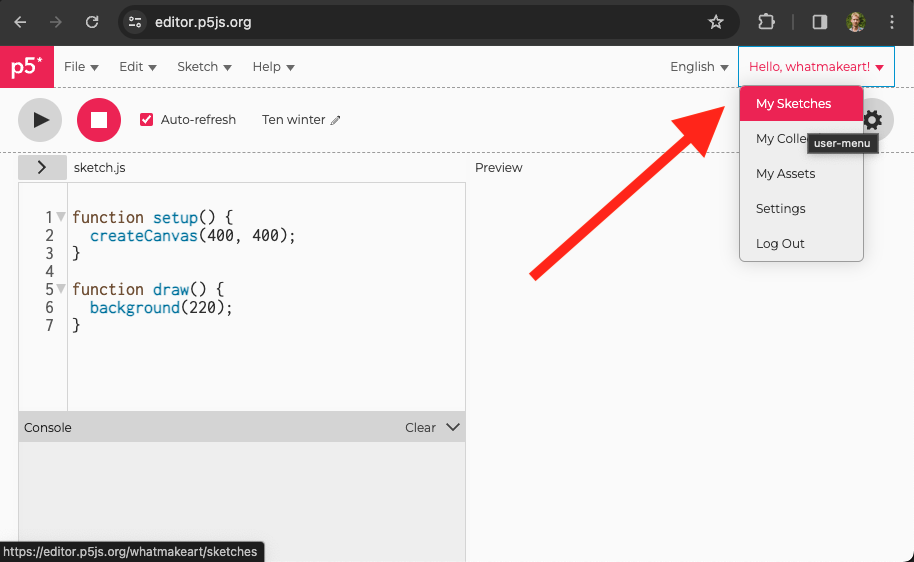 editor.p5js.org
p5*
File Edit Sketch Help English Hello, whatmakeart!
My Sketches
My Colle
user-menu
My Assets
Settings
Log Out
Auto-refresh Ten winter
sketch.js
Preview
1 function setup() {
2 createCanvas(400, 400);
3 }
4
5 function draw() {
6 background(220);
7 }
Console Clear
https://editor.p5js.org/whatmakeart/sketches